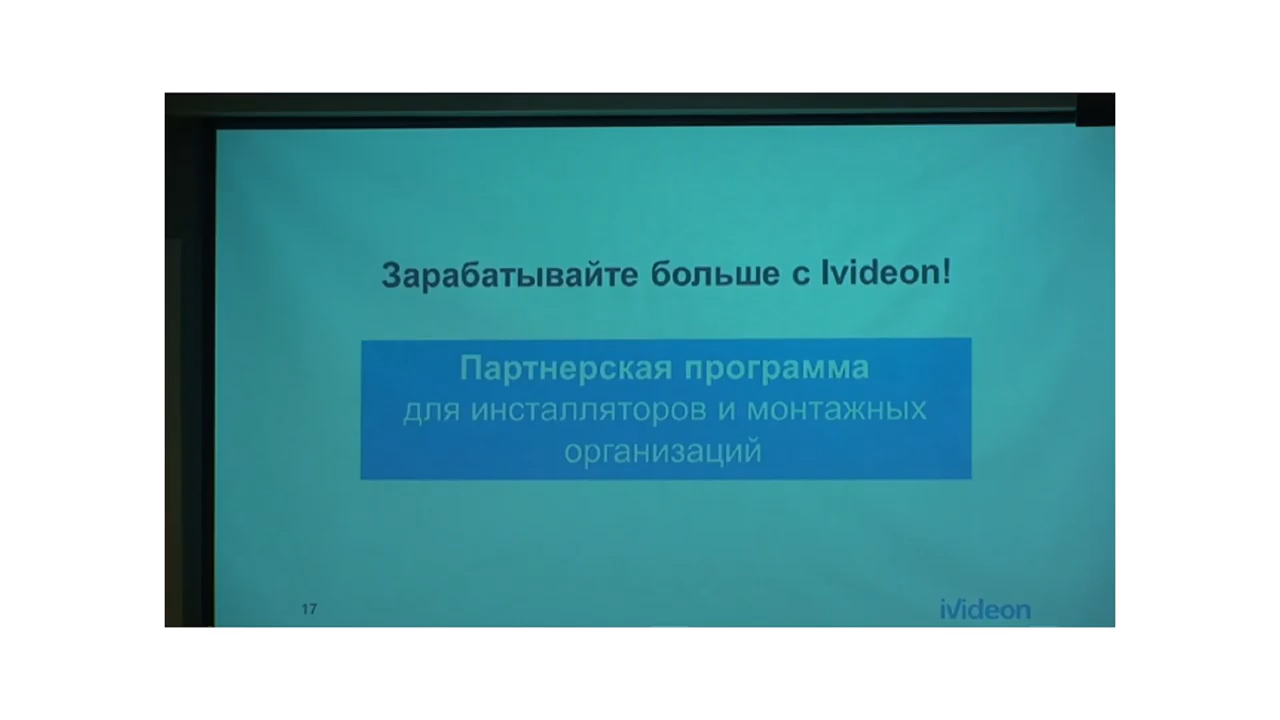 Зарабатывайте больше с Ivideon!
Партнерская программа
для инсталляторов и монтажных
организаций
17
ivideon